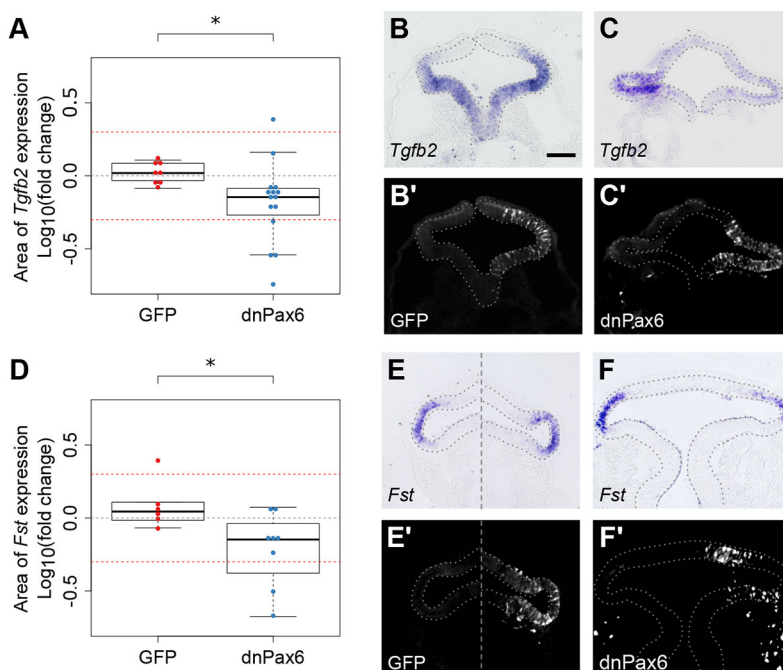 A
*
Area of Tgfb2 expression
Log10(fold change)
0.5
0.0
-0.5
GFP
dnPax6
B
Tgfb2
C
Tgfb2
B'
GFP
C'
dnPax6
D
*
Area of Fst expression
Log10(fold change)
0.5
0.0
-0.5
GFP
dnPax6
E
Fst
F
Fst
E'
GFP
F'
dnPax6